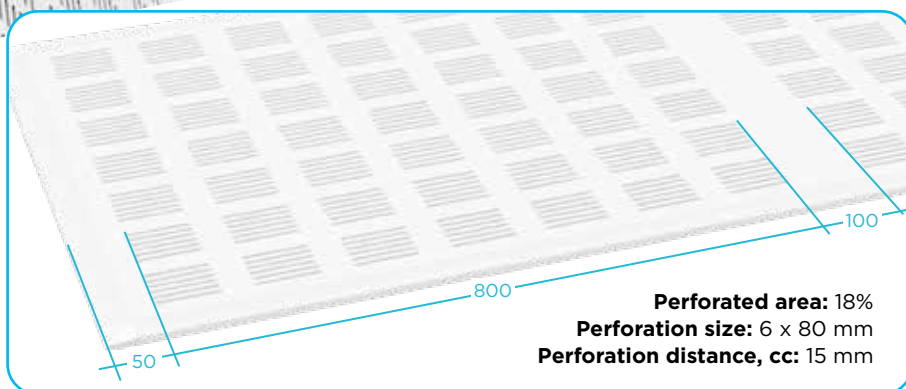 100
800
50
Perforated area: 18%
Perforation size: 6 x 80 mm
Perforation distance, cc: 15 mm